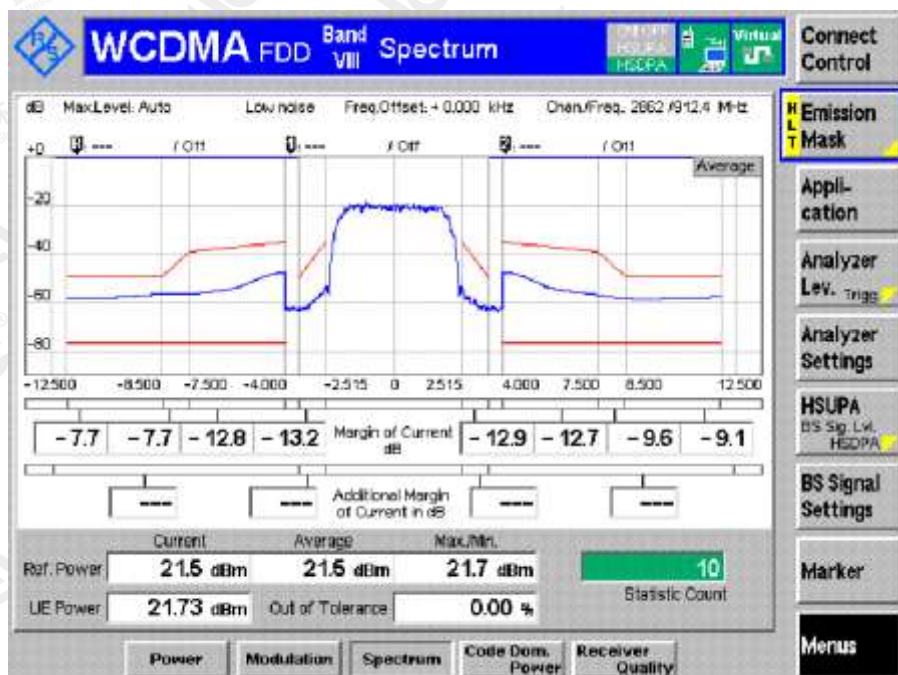 R&S WCDMA FDD Band VIII Spectrum
HSDPA
Virtual
Connect Control
dB Max.Level: Auto Low noise Freq.Offset: + 0.000 kHz Chan./Freq. 2862 /912.4 MHz
HLT Emission Mask
+0 --- / Off 1: --- / Off 2: --- / Off
Average
-20
-40
-60
-80
-12.500 -8.500 -7.500 -4.000 -2.515 0 2.515 4.000 7.500 8.500 12.500
Appli-
cation
Analyzer
Lev. Trigg.
Analyzer
Settings
HSUPA
BS Sig. Lvl.
HSDPA
BS Signal
Settings
Marker
Menus
-7.7 -7.7 -12.8 -13.2 Margin of Current dB -12.9 -12.7 -9.6 -9.1
--- --- Additional Margin of Current in dB --- ---
Current Average Max./Min.
Ref. Power 21.5 dBm 21.5 dBm 21.7 dBm
10
Statistic Count
UE Power 21.73 dBm Out of Tolerance 0.00 %
Power Modulation Spectrum Code Dom. Power Receiver Quality